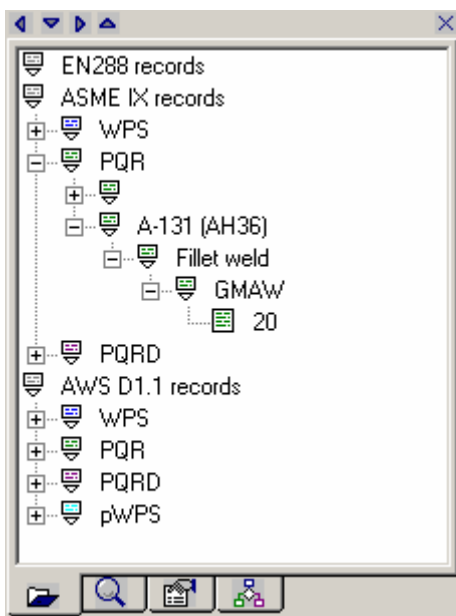 EN288 records
ASME IX records
WPS
PQR
A-131 (AH36)
Fillet weld
GMAW
20
PQRD
AWS D1.1 records
WPS
PQR
PQRD
pWPS